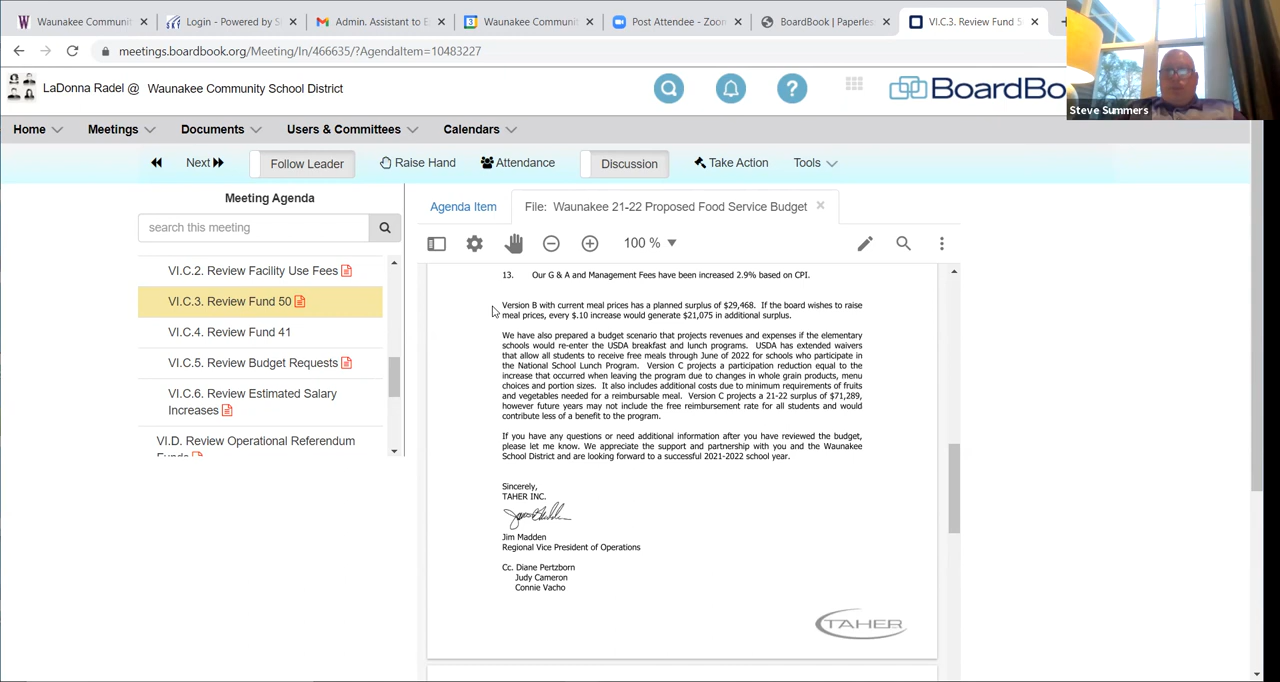 Waunakee Communit
Login - Powered by S
Admin. Assistant to E
Waunakee Commun
Post Attendee - Zoom
BoardBook | Paperles
VI.C.3. Review Fund 5
meetings.boardbook.org/Meeting/In/466635/?AgendaItem=10483227
Steve Summers
LaDonna Radel @ Waunakee Community School District
BoardBo
Home Meetings Documents Users & Committees Calendars
Next Follow Leader Raise Hand Attendance Discussion Take Action Tools
Meeting Agenda
search this meeting
VI.C.2. Review Facility Use Fees
VI.C.3. Review Fund 50
VI.C.4. Review Fund 41
VI.C.5. Review Budget Requests
VI.C.6. Review Estimated Salary
Increases
VI.D. Review Operational Referendum
Agenda Item File: Waunakee 21-22 Proposed Food Service Budget
100 %
13. Our G & A and Management Fees have been increased 2.9% based on CPI.
Version B with current meal prices has a planned surplus of $29,468. If the board wishes to raise
meal prices, every $.10 increase would generate $21,075 in additional surplus.
We have also prepared a budget scenario that projects revenues and expenses if the elementary
schools would re-enter the USDA breakfast and lunch programs. USDA has extended waivers
that allow all students to receive free meals through June of 2022 for schools who participate in
the National School Lunch Program. Version C projects a participation reduction equal to the
increase that occurred when leaving the program due to changes in whole grain products, menu
choices and portion sizes. It also includes additional costs due to minimum requirements of fruits
and vegetables needed for a reimbursable meal. Version C projects a 21-22 surplus of $71,289,
however future years may not include the free reimbursement rate for all students and would
contribute less of a benefit to the program.
If you have any questions or need additional information after you have reviewed the budget,
please let me know. We appreciate the support and partnership with you and the Waunakee
School District and are looking forward to a successful 2021-2022 school year.
Sincerely,
TAHER INC.
Jim Madden
Regional Vice President of Operations
Cc. Diane Pertzborn
Judy Cameron
Connie Vacho
TAHER